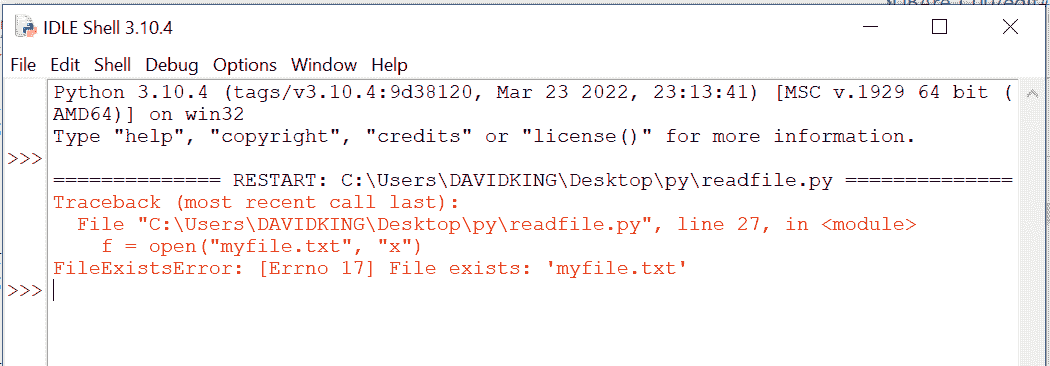 IDLE Shell 3.10.4
File Edit Shell Debug Options Window Help
Python 3.10.4 (tags/v3.10.4:9d38120, Mar 23 2022, 23:13:41) [MSC v.1929 64 bit (
AMD64)] on win32
Type "help", "copyright", "credits" or "license()" for more information.
>>>
============== RESTART: C:\Users\DAVIDKING\Desktop\py\readfile.py ==============
Traceback (most recent call last):
  File "C:\Users\DAVIDKING\Desktop\py\readfile.py", line 27, in <module>
    f = open("myfile.txt", "x")
FileExistsError: [Errno 17] File exists: 'myfile.txt'
>>>